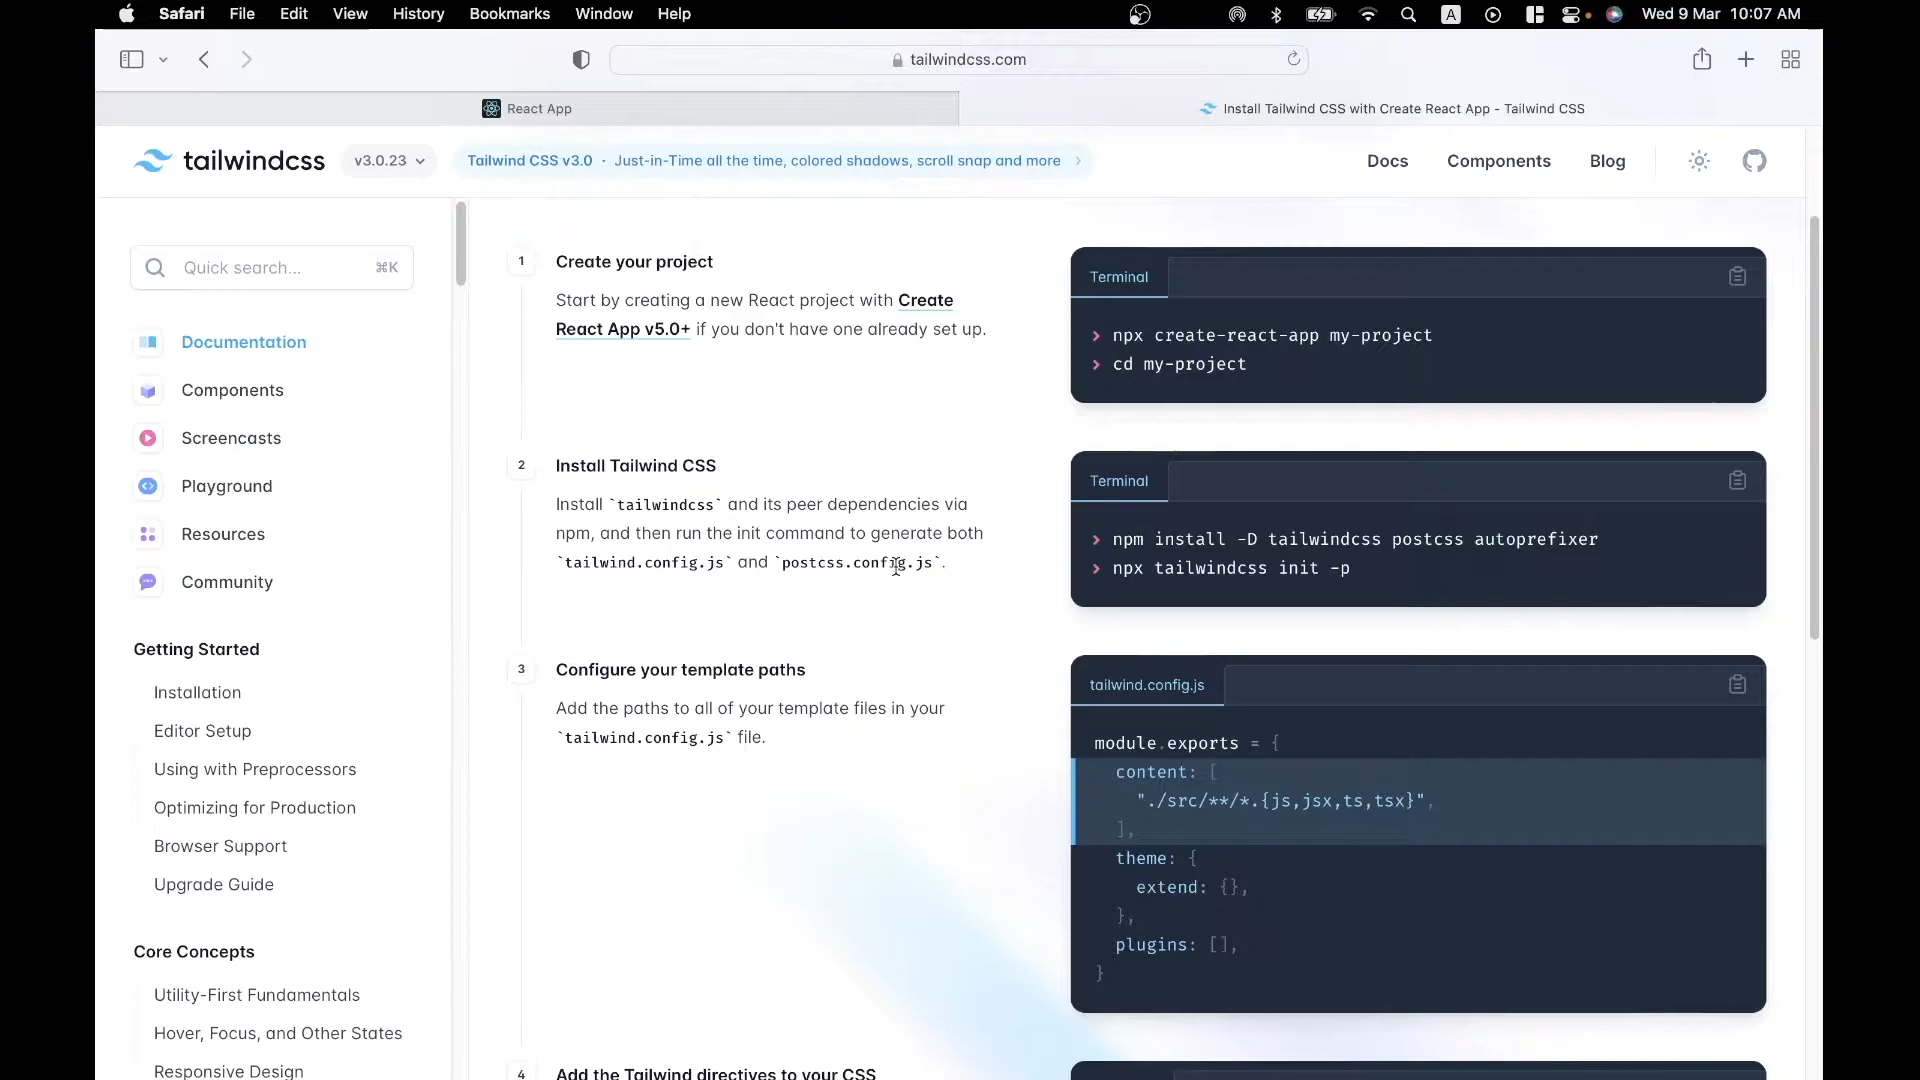 Safari File Edit View History Bookmarks Window Help
A
Wed 9 Mar 10:07 AM
tailwindcss.com
React App
Install Tailwind CSS with Create React App - Tailwind CSS
tailwindcss
v3.0.23
Tailwind CSS v3.0 · Just-in-Time all the time, colored shadows, scroll snap and more
Docs Components Blog
Quick search... ⌘K
Documentation
Components
Screencasts
Playground
Resources
Community
Getting Started
Installation
Editor Setup
Using with Preprocessors
Optimizing for Production
Browser Support
Upgrade Guide
Core Concepts
Utility-First Fundamentals
Hover, Focus, and Other States
Responsive Design
1 Create your project
Start by creating a new React project with Create
React App v5.0+ if you don't have one already set up.
Terminal
> npx create-react-app my-project
> cd my-project
2 Install Tailwind CSS
Install `tailwindcss` and its peer dependencies via
npm, and then run the init command to generate both
`tailwind.config.js` and `postcss.config.js`.
Terminal
> npm install -D tailwindcss postcss autoprefixer
> npx tailwindcss init -p
3 Configure your template paths
Add the paths to all of your template files in your
`tailwind.config.js` file.
tailwind.config.js
module.exports = {
content: [
"./src/**/*.{js,jsx,ts,tsx}",
],
theme: {
extend: {},
},
plugins: [],
}
4 Add the Tailwind directives to your CSS